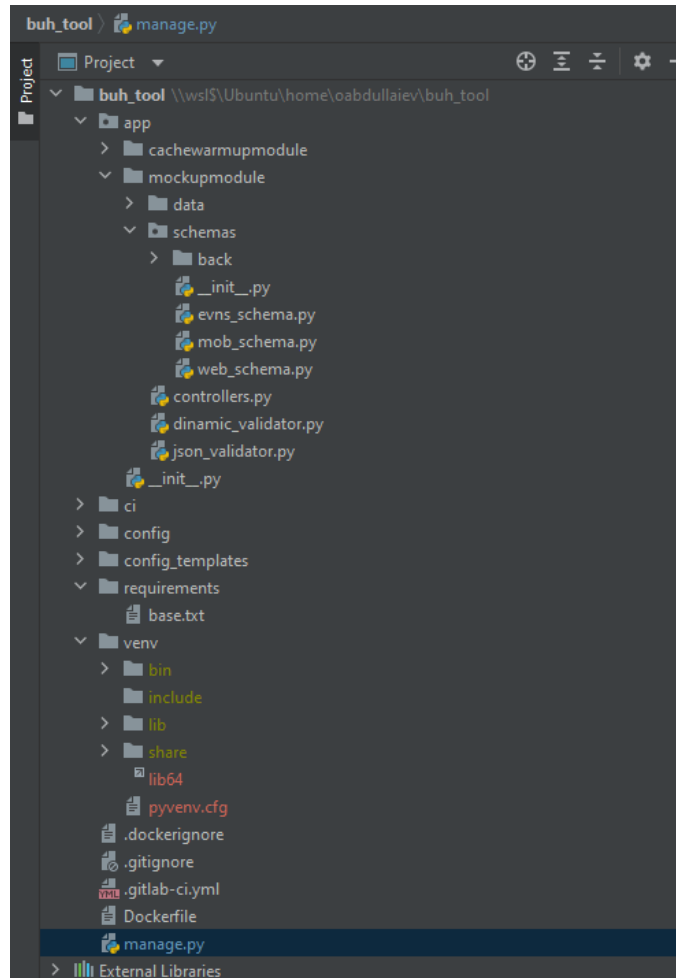 buh_tool manage.py
Project
Project
buh_tool \\wsl$\Ubuntu\home\oabdullaiev\buh_tool
app
cachewarmupmodule
mockupmodule
data
schemas
back
__init__.py
evns_schema.py
mob_schema.py
web_schema.py
controllers.py
dinamic_validator.py
json_validator.py
__init__.py
ci
config
config_templates
requirements
base.txt
venv
bin
include
lib
share
lib64
pyvenv.cfg
.dockerignore
.gitignore
YML .gitlab-ci.yml
Dockerfile
manage.py
External Libraries